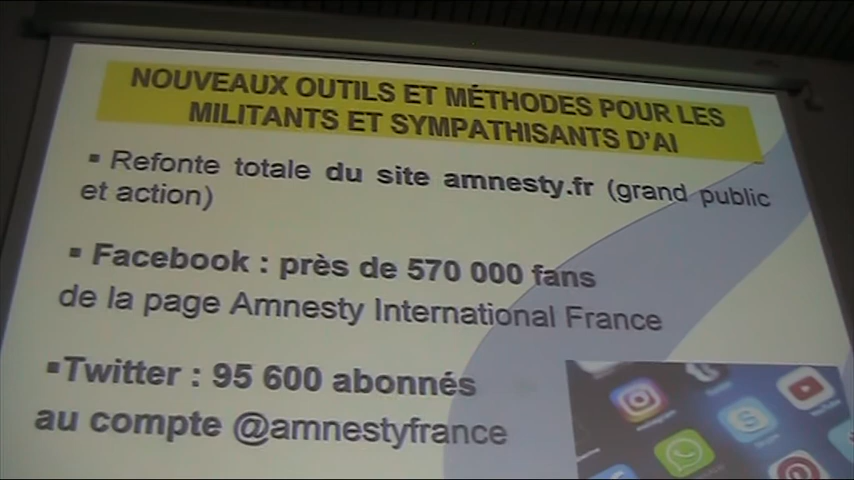 NOUVEAUX OUTILS ET MÉTHODES POUR LES
MILITANTS ET SYMPATHISANTS D'AI
▪ Refonte totale du site amnesty.fr (grand public
et action)
▪ Facebook : près de 570 000 fans
de la page Amnesty International France
▪Twitter : 95 600 abonnés
au compte @amnestyfrance